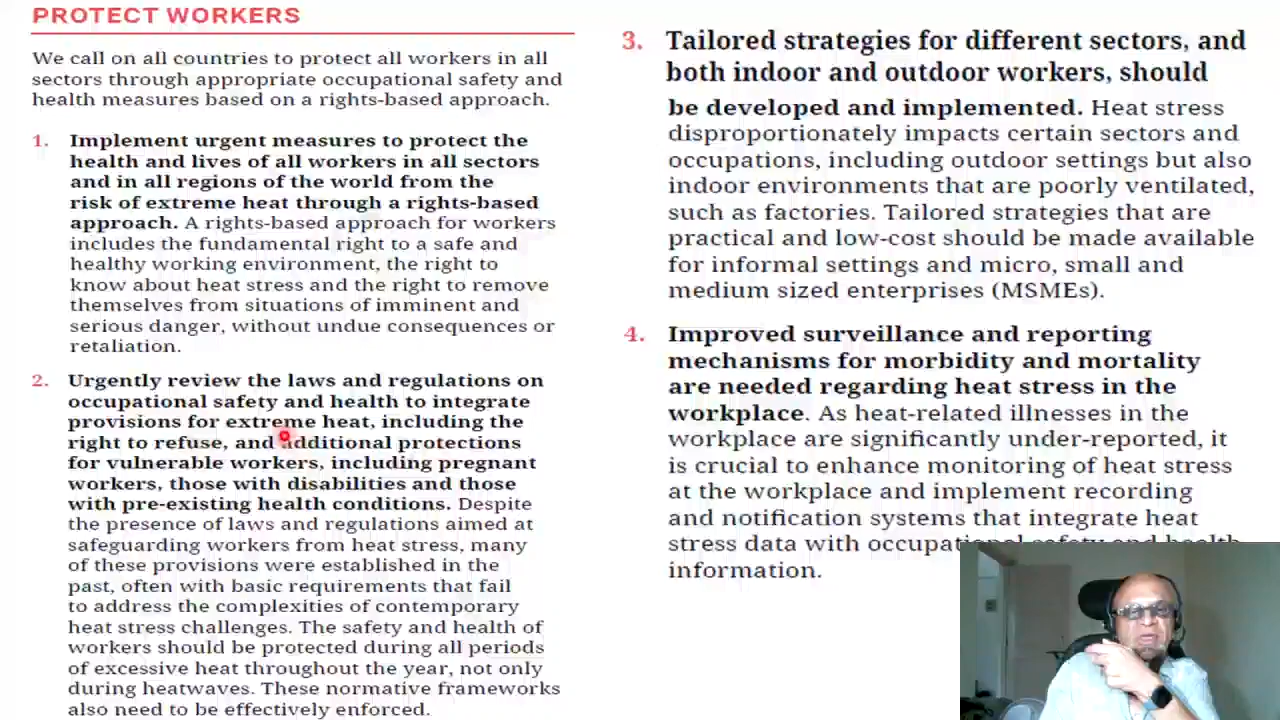 PROTECT WORKERS
We call on all countries to protect all workers in all
sectors through appropriate occupational safety and
health measures based on a rights-based approach.
1. Implement urgent measures to protect the
health and lives of all workers in all sectors
and in all regions of the world from the
risk of extreme heat through a rights-based
approach. A rights-based approach for workers
includes the fundamental right to a safe and
healthy working environment, the right to
know about heat stress and the right to remove
themselves from situations of imminent and
serious danger, without undue consequences or
retaliation.
2. Urgently review the laws and regulations on
occupational safety and health to integrate
provisions for extreme heat, including the
right to refuse, and additional protections
for vulnerable workers, including pregnant
workers, those with disabilities and those
with pre-existing health conditions. Despite
the presence of laws and regulations aimed at
safeguarding workers from heat stress, many
of these provisions were established in the
past, often with basic requirements that fail
to address the complexities of contemporary
heat stress challenges. The safety and health of
workers should be protected during all periods
of excessive heat throughout the year, not only
during heatwaves. These normative frameworks
also need to be effectively enforced.
3. Tailored strategies for different sectors, and
both indoor and outdoor workers, should
be developed and implemented. Heat stress
disproportionately impacts certain sectors and
occupations, including outdoor settings but also
indoor environments that are poorly ventilated,
such as factories. Tailored strategies that are
practical and low-cost should be made available
for informal settings and micro, small and
medium sized enterprises (MSMEs).
4. Improved surveillance and reporting
mechanisms for morbidity and mortality
are needed regarding heat stress in the
workplace. As heat-related illnesses in the
workplace are significantly under-reported, it
is crucial to enhance monitoring of heat stress
at the workplace and implement recording
and notification systems that integrate heat
stress data with occupational safety and health
information.